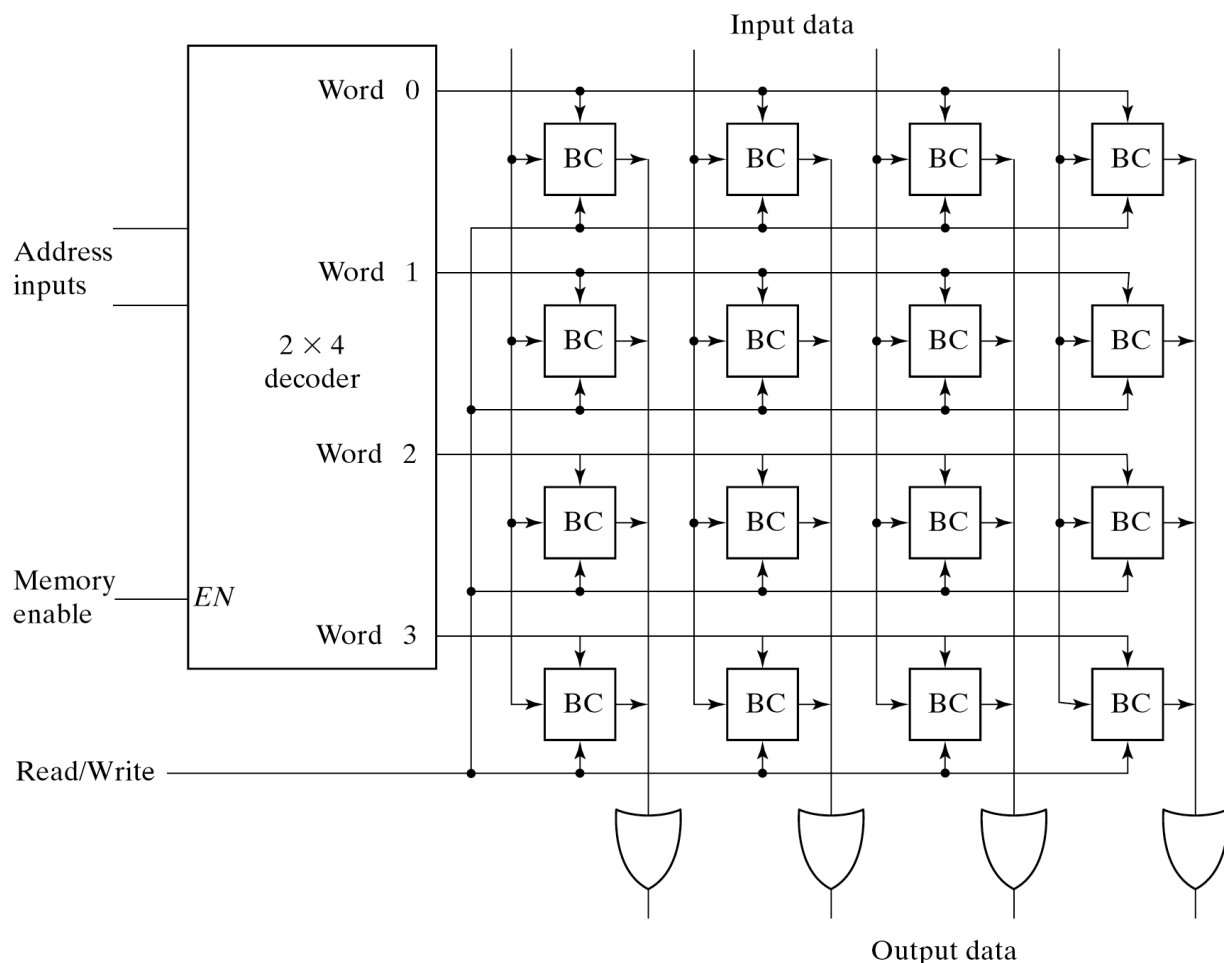 Input data
Word 0
BC BC BC BC
Address
inputs
Word 1
2 × 4
decoder
BC BC BC BC
Word 2
BC BC BC BC
Memory
enable
EN
Word 3
BC BC BC BC
Read/Write
Output data